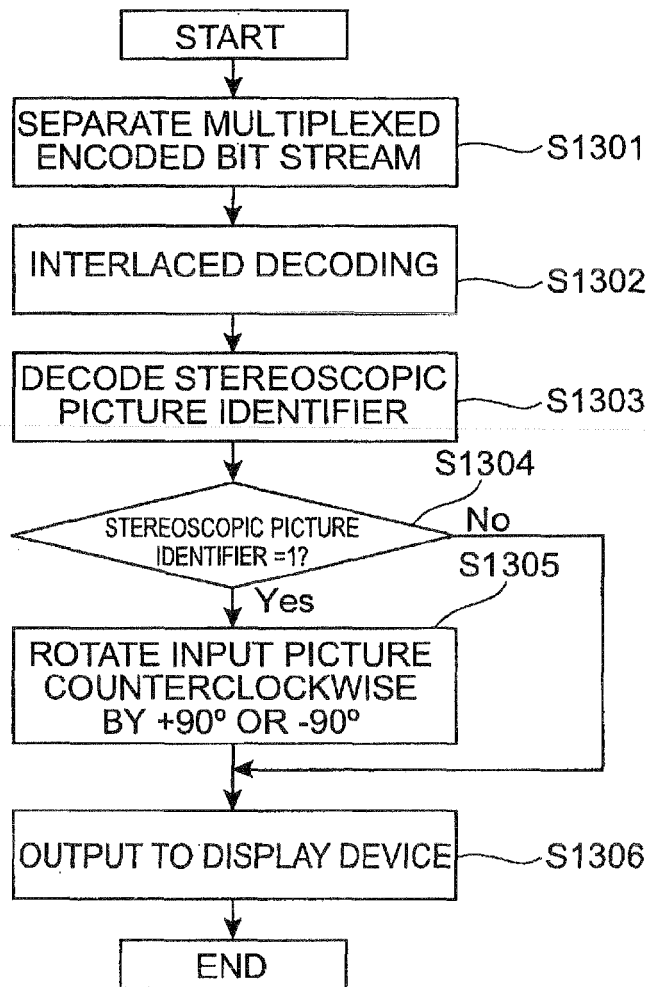 START
SEPARATE MULTIPLEXED
ENCODED BIT STREAM
S1301
INTERLACED DECODING
S1302
DECODE STEREOSCOPIC
PICTURE IDENTIFIER
S1303
S1304
STEREOSCOPIC PICTURE
IDENTIFIER =1?
No
Yes
S1305
ROTATE INPUT PICTURE
COUNTERCLOCKWISE
BY +90º OR -90º
OUTPUT TO DISPLAY DEVICE
S1306
END